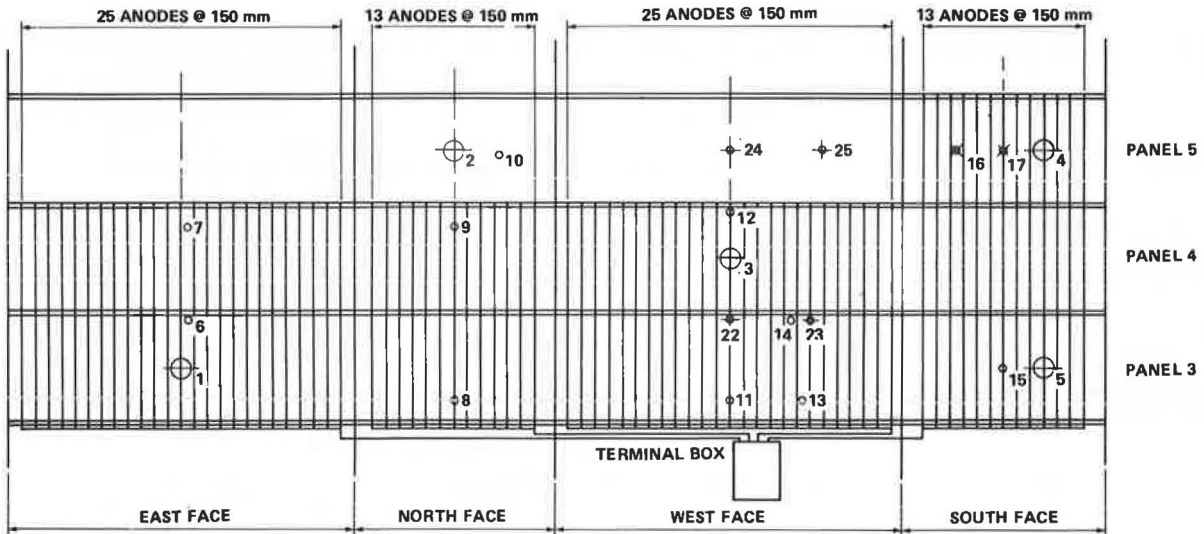 25 ANODES @ 150 mm
13 ANODES @ 150 mm
25 ANODES @ 150 mm
13 ANODES @ 150 mm
2
10
24
25
16
17
4
PANEL 5
7
9
12
3
PANEL 4
6
22
14
23
1
15
5
PANEL 3
8
11
13
TERMINAL BOX
EAST FACE
NORTH FACE
WEST FACE
SOUTH FACE